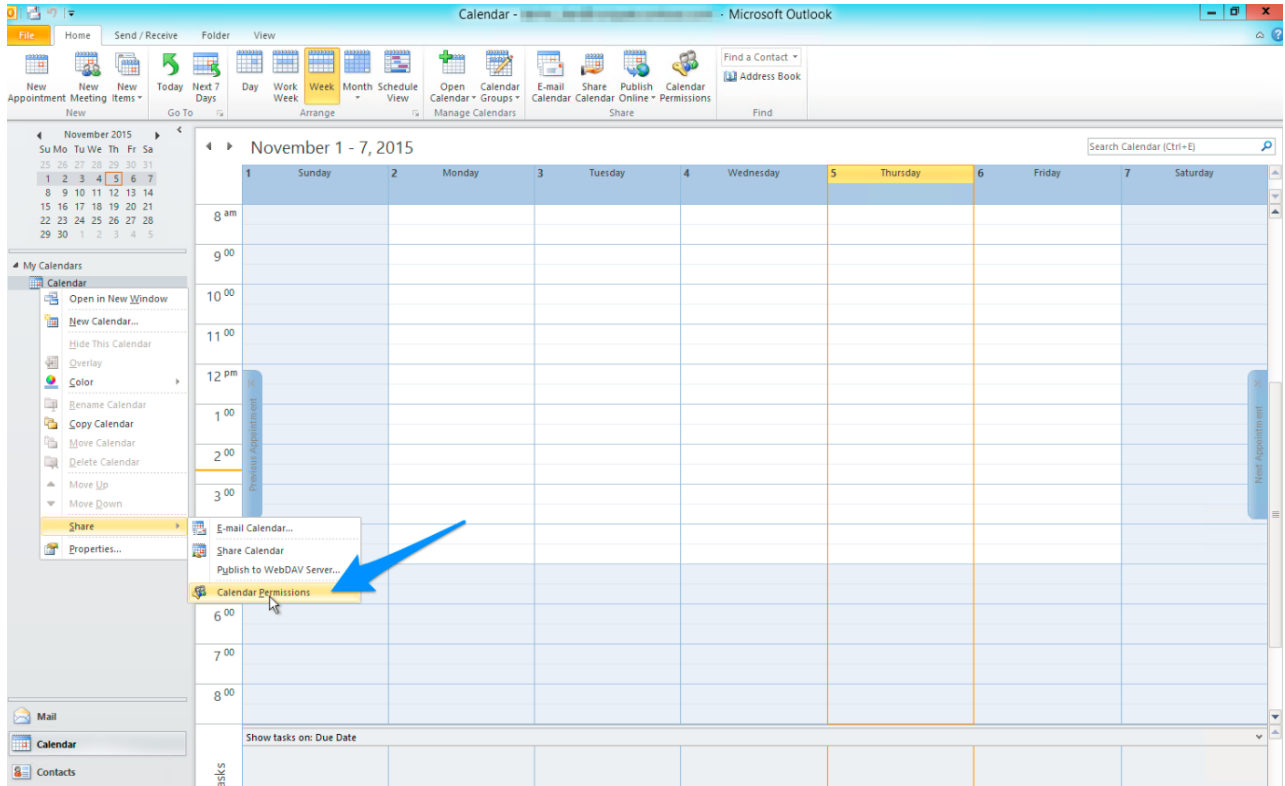 Calendar - - Microsoft Outlook
File Home Send / Receive Folder View
New Appointment
New Meeting
New Items
New
Today
Next 7 Days
Go To
Day
Work Week
Week
Month
Schedule View
Arrange
Open Calendar
Calendar Groups
Manage Calendars
E-mail Calendar
Share Calendar
Publish Online
Calendar Permissions
Share
Find a Contact
Address Book
Find
November 2015
Su Mo Tu We Th Fr Sa
25 26 27 28 29 30 31
1 2 3 4 5 6 7
8 9 10 11 12 13 14
15 16 17 18 19 20 21
22 23 24 25 26 27 28
29 30 1 2 3 4 5
My Calendars
Calendar
Open in New Window
New Calendar...
Hide This Calendar
Overlay
Color
Rename Calendar
Copy Calendar
Move Calendar
Delete Calendar
Move Up
Move Down
Share
Properties...
E-mail Calendar...
Share Calendar
Publish to WebDAV Server...
Calendar Permissions
Mail
Calendar
Contacts
November 1 - 7, 2015
Search Calendar (Ctrl+E)
1 Sunday 2 Monday 3 Tuesday 4 Wednesday 5 Thursday 6 Friday 7 Saturday
8 am
9 00
10 00
11 00
12 pm
1 00
2 00
3 00
6 00
7 00
8 00
Previous Appointment
Next Appointment
Show tasks on: Due Date